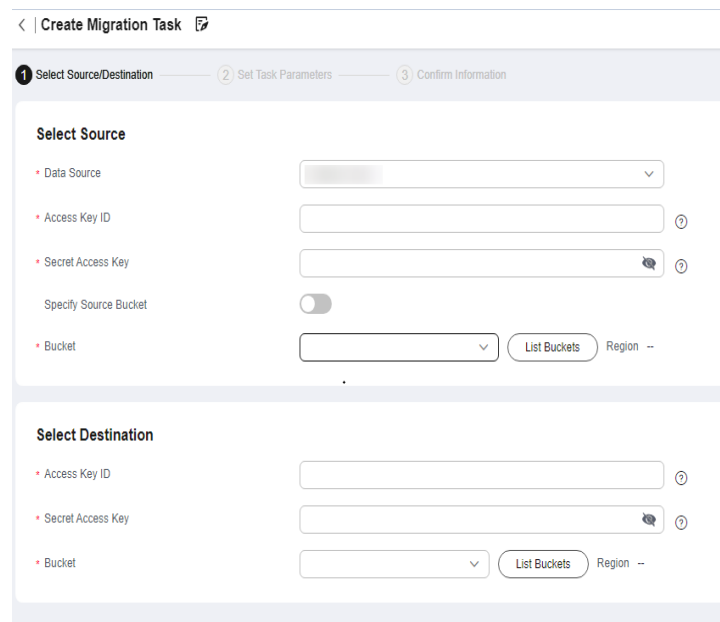 Create Migration Task
1 Select Source/Destination 2 Set Task Parameters 3 Confirm Information
Select Source
* Data Source
* Access Key ID ?
* Secret Access Key ?
Specify Source Bucket
* Bucket List Buckets Region --
Select Destination
* Access Key ID ?
* Secret Access Key ?
* Bucket List Buckets Region --